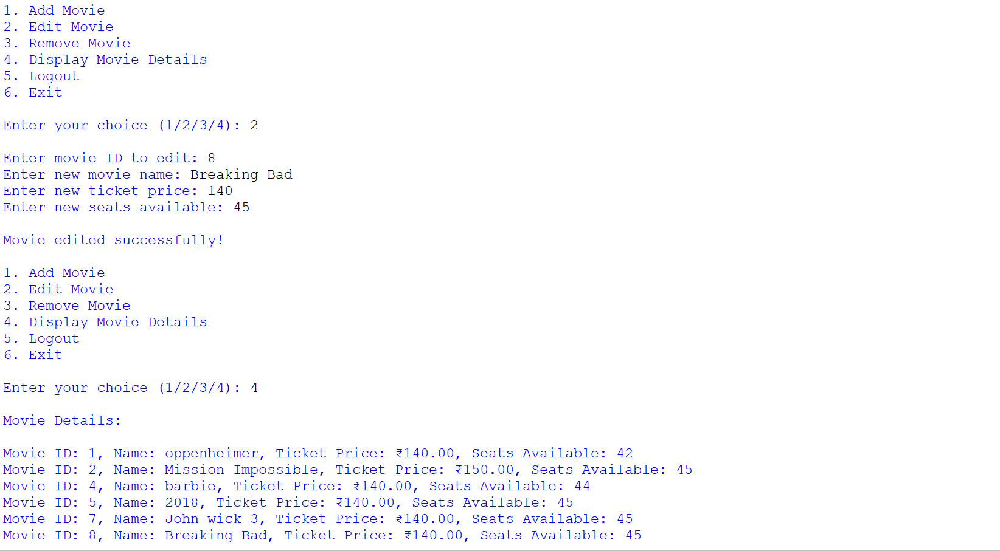 1. Add Movie
2. Edit Movie
3. Remove Movie
4. Display Movie Details
5. Logout
6. Exit
Enter your choice (1/2/3/4): 2
Enter movie ID to edit: 8
Enter new movie name: Breaking Bad
Enter new ticket price: 140
Enter new seats available: 45
Movie edited successfully!
1. Add Movie
2. Edit Movie
3. Remove Movie
4. Display Movie Details
5. Logout
6. Exit
Enter your choice (1/2/3/4): 4
Movie Details:
Movie ID: 1, Name: oppenheimer, Ticket Price: ₹140.00, Seats Available: 42
Movie ID: 2, Name: Mission Impossible, Ticket Price: ₹150.00, Seats Available: 45
Movie ID: 4, Name: barbie, Ticket Price: ₹140.00, Seats Available: 44
Movie ID: 5, Name: 2018, Ticket Price: ₹140.00, Seats Available: 45
Movie ID: 7, Name: John wick 3, Ticket Price: ₹140.00, Seats Available: 45
Movie ID: 8, Name: Breaking Bad, Ticket Price: ₹140.00, Seats Available: 45